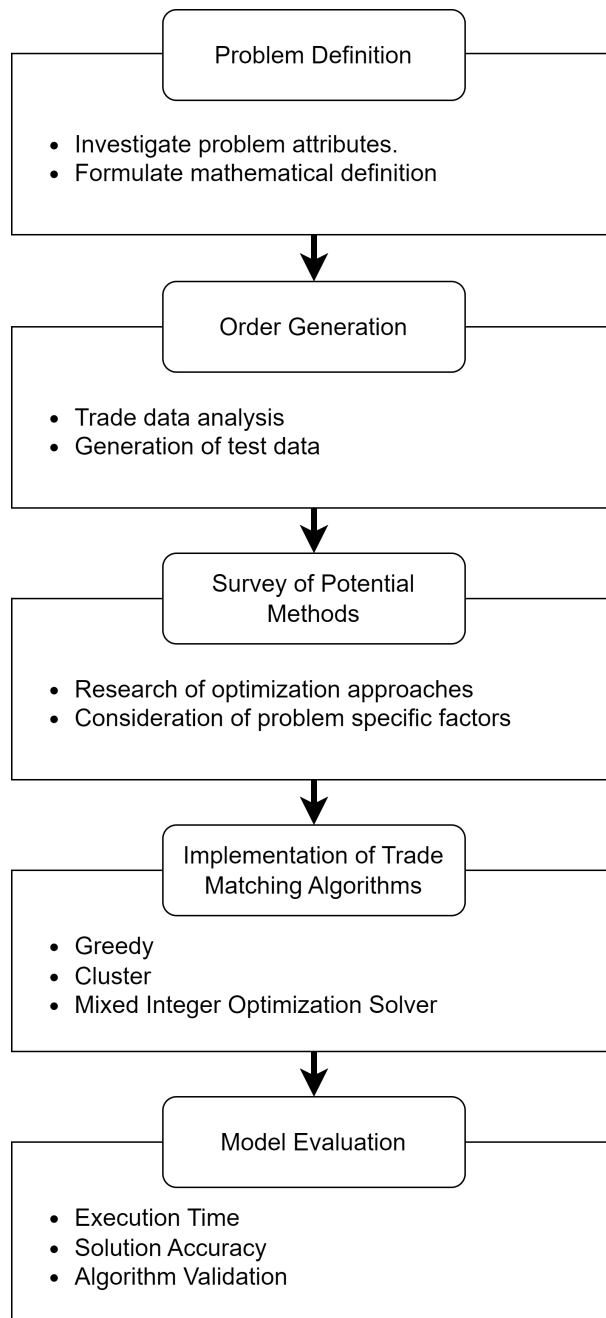 Problem Definition
• Investigate problem attributes.
• Formulate mathematical definition
Order Generation
• Trade data analysis
• Generation of test data
Survey of Potential
Methods
• Research of optimization approaches
• Consideration of problem specific factors
Implementation of Trade
Matching Algorithms
• Greedy
• Cluster
• Mixed Integer Optimization Solver
Model Evaluation
• Execution Time
• Solution Accuracy
• Algorithm Validation